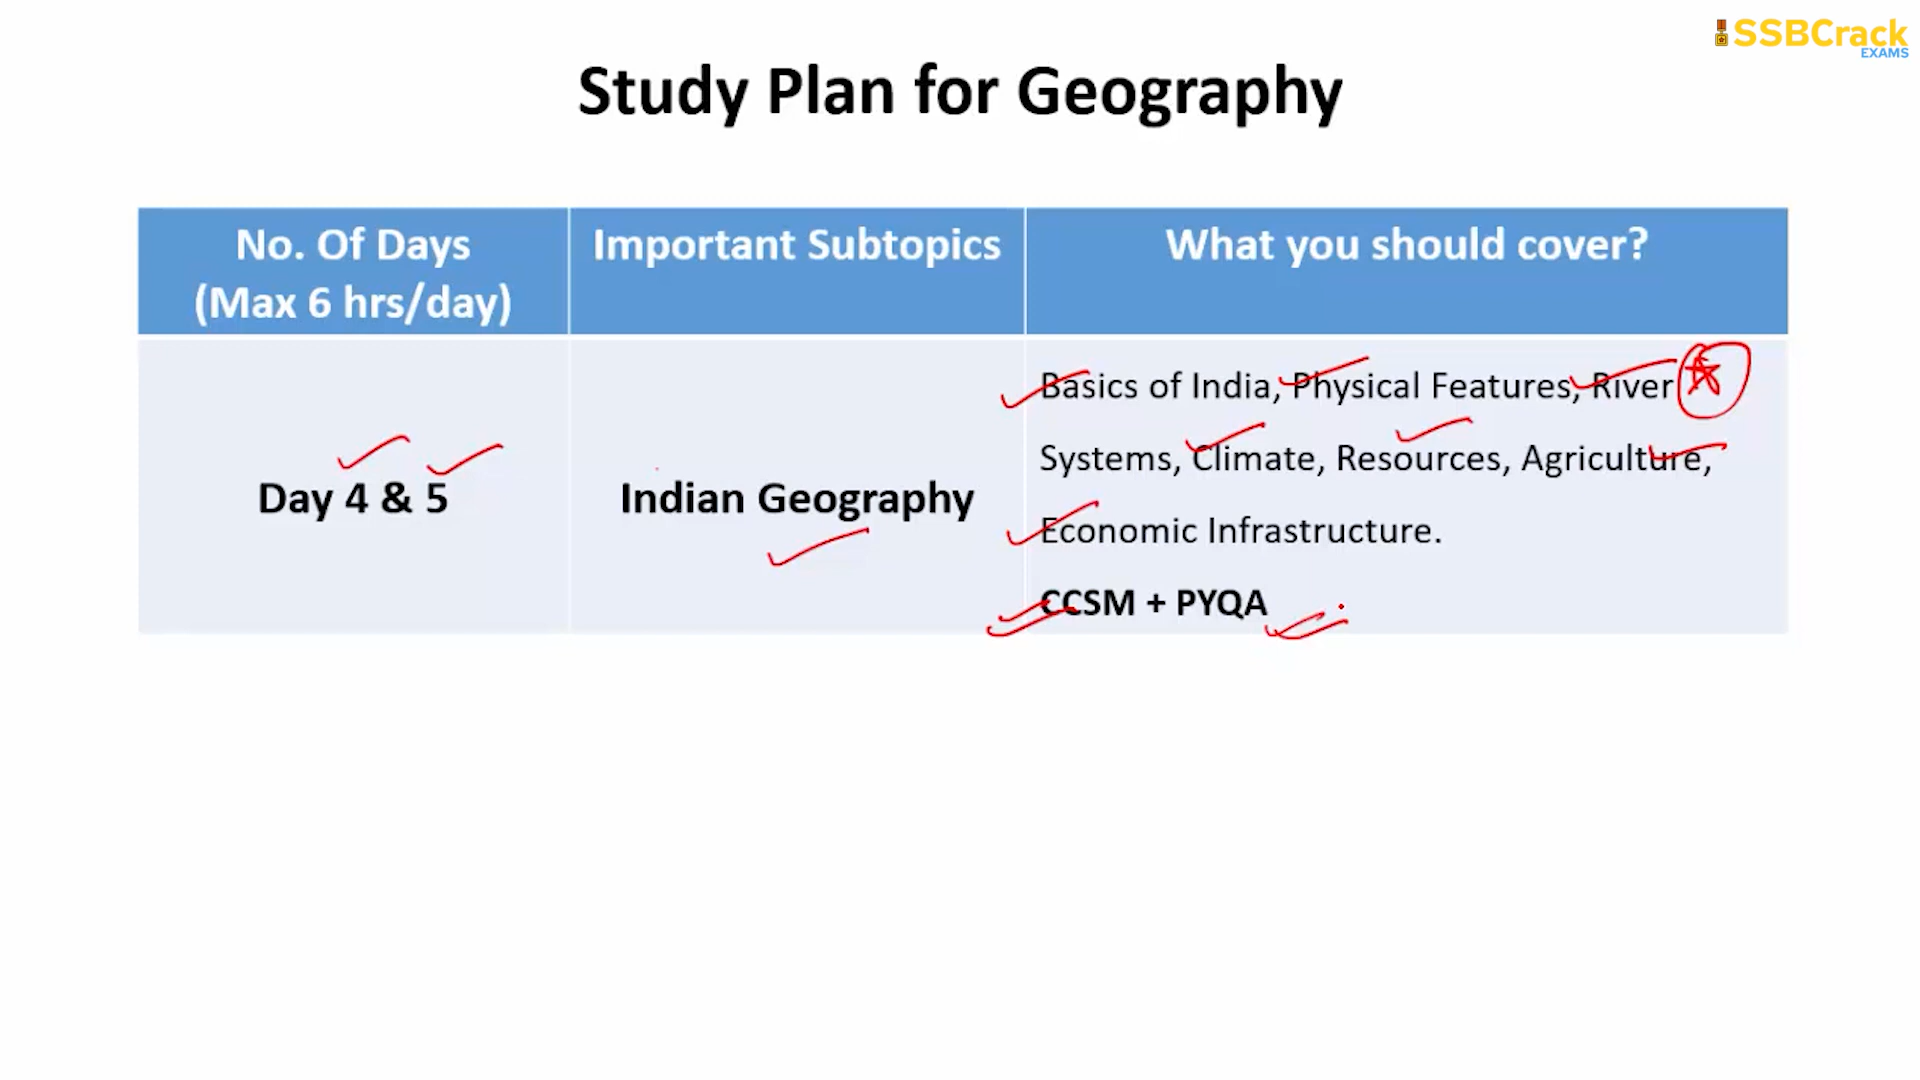 SSBCrack
EXAMS
Study Plan for Geography
No. Of Days
(Max 6 hrs/day)
Important Subtopics
What you should cover?
Day 4 & 5
Indian Geography
Basics of India, Physical Features, River
Systems, Climate, Resources, Agriculture,
Economic Infrastructure.
CCSM + PYQA